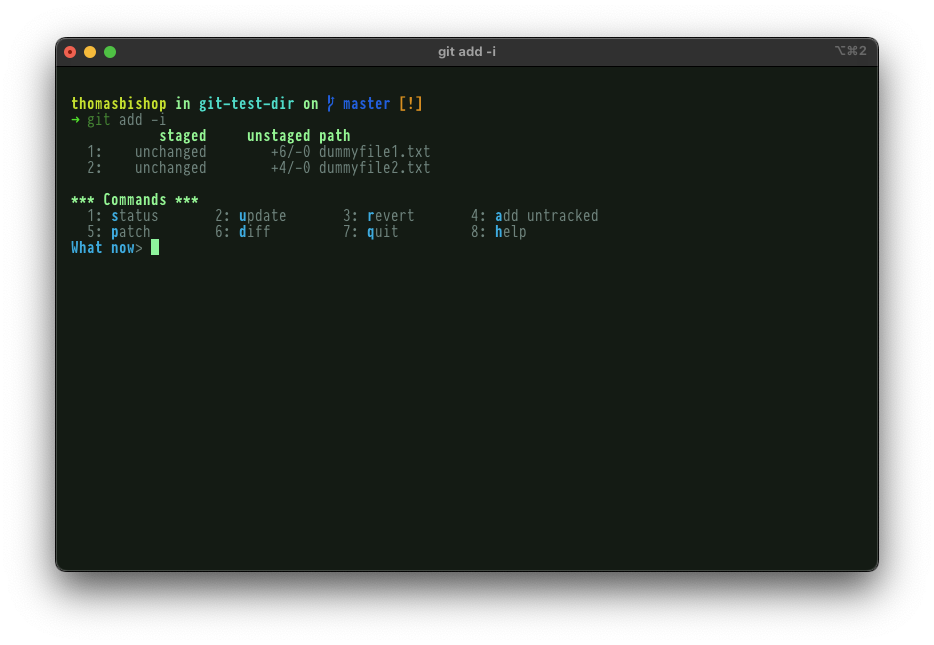 git add -i
⌥⌘2
thomasbishop in git-test-dir on master [!]
➜ git add -i
staged unstaged path
1: unchanged +6/-0 dummyfile1.txt
2: unchanged +4/-0 dummyfile2.txt
*** Commands ***
1: status 2: update 3: revert 4: add untracked
5: patch 6: diff 7: quit 8: help
What now>